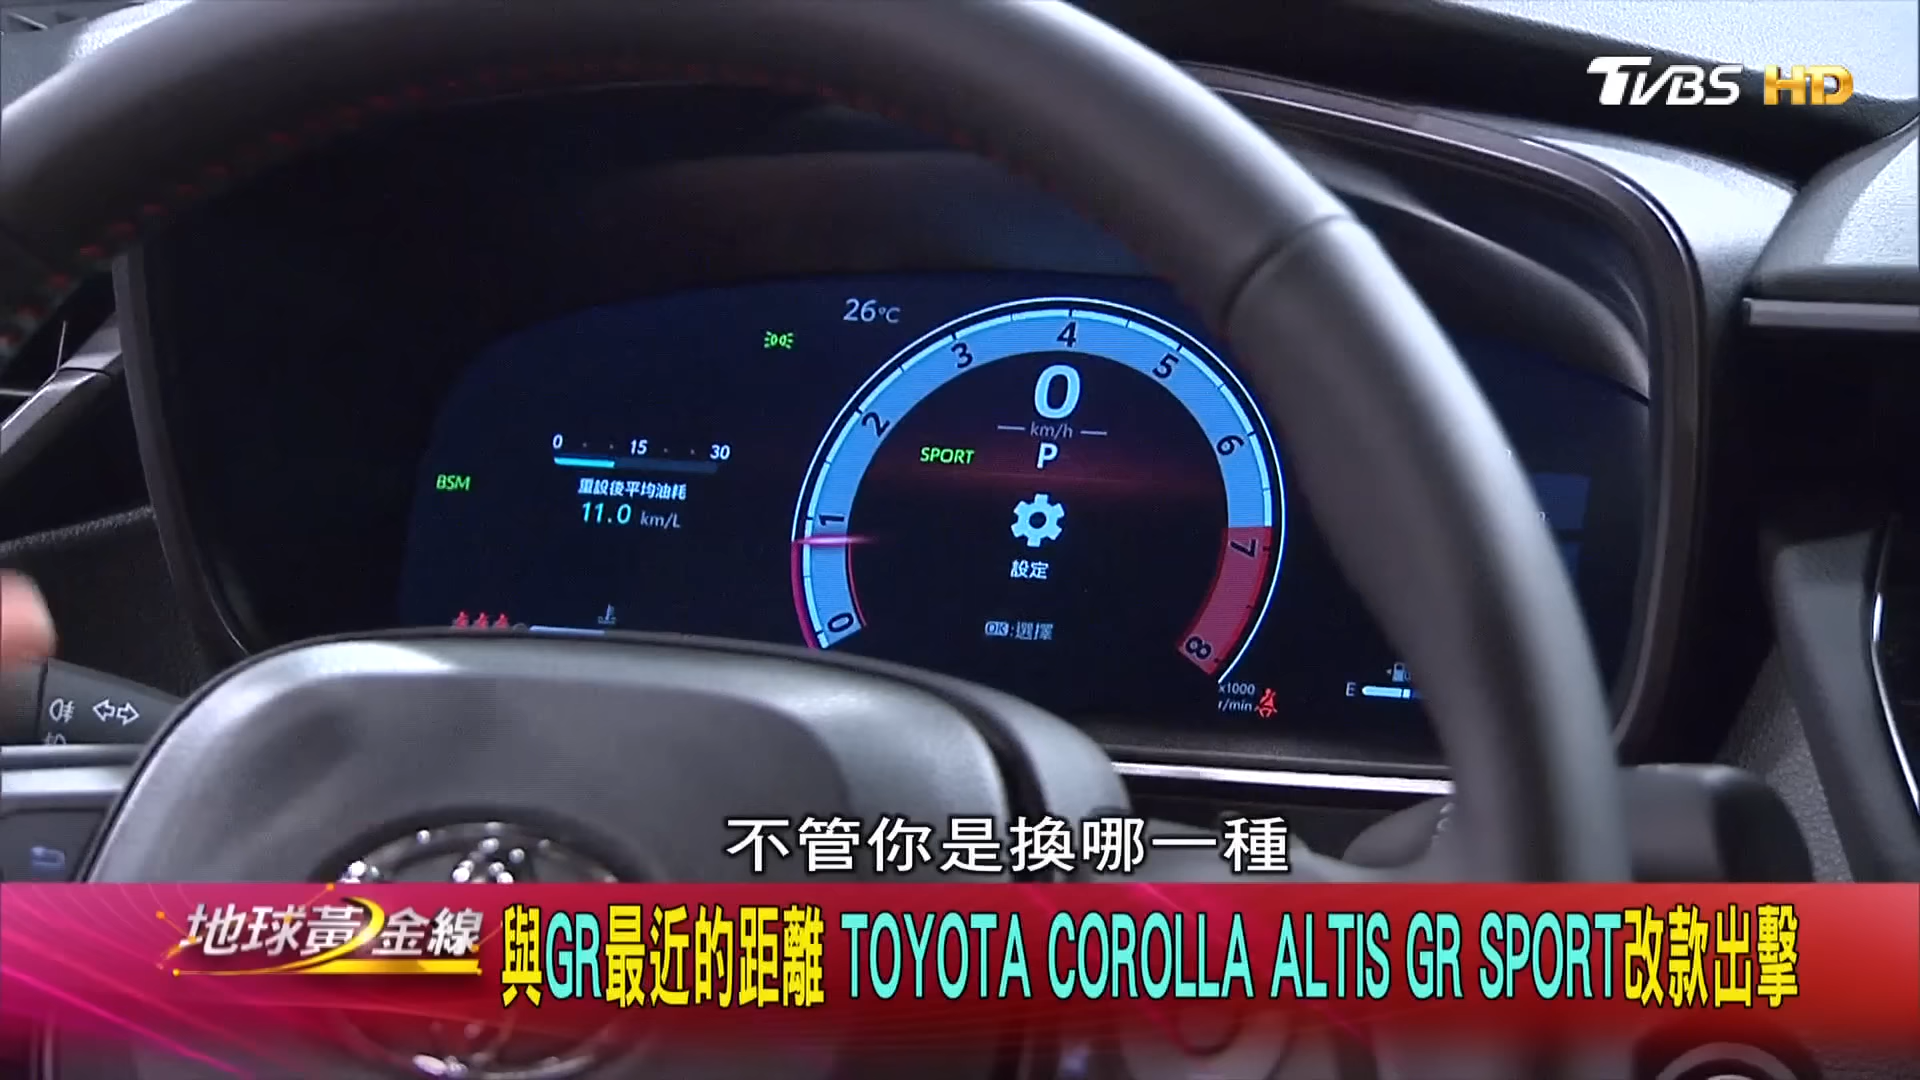 TVBS HD
26°C
4
3
5
0
2
km/h
6
0 15 30
SPORT
P
BSM
重設後平均油耗
11.0 km/L
1
7
設定
0
OK:選擇
8
x1000
r/min
E
不管你是換哪一種
地球黃金線
與GR最近的距離 TOYOTA COROLLA ALTIS GR SPORT改款出擊